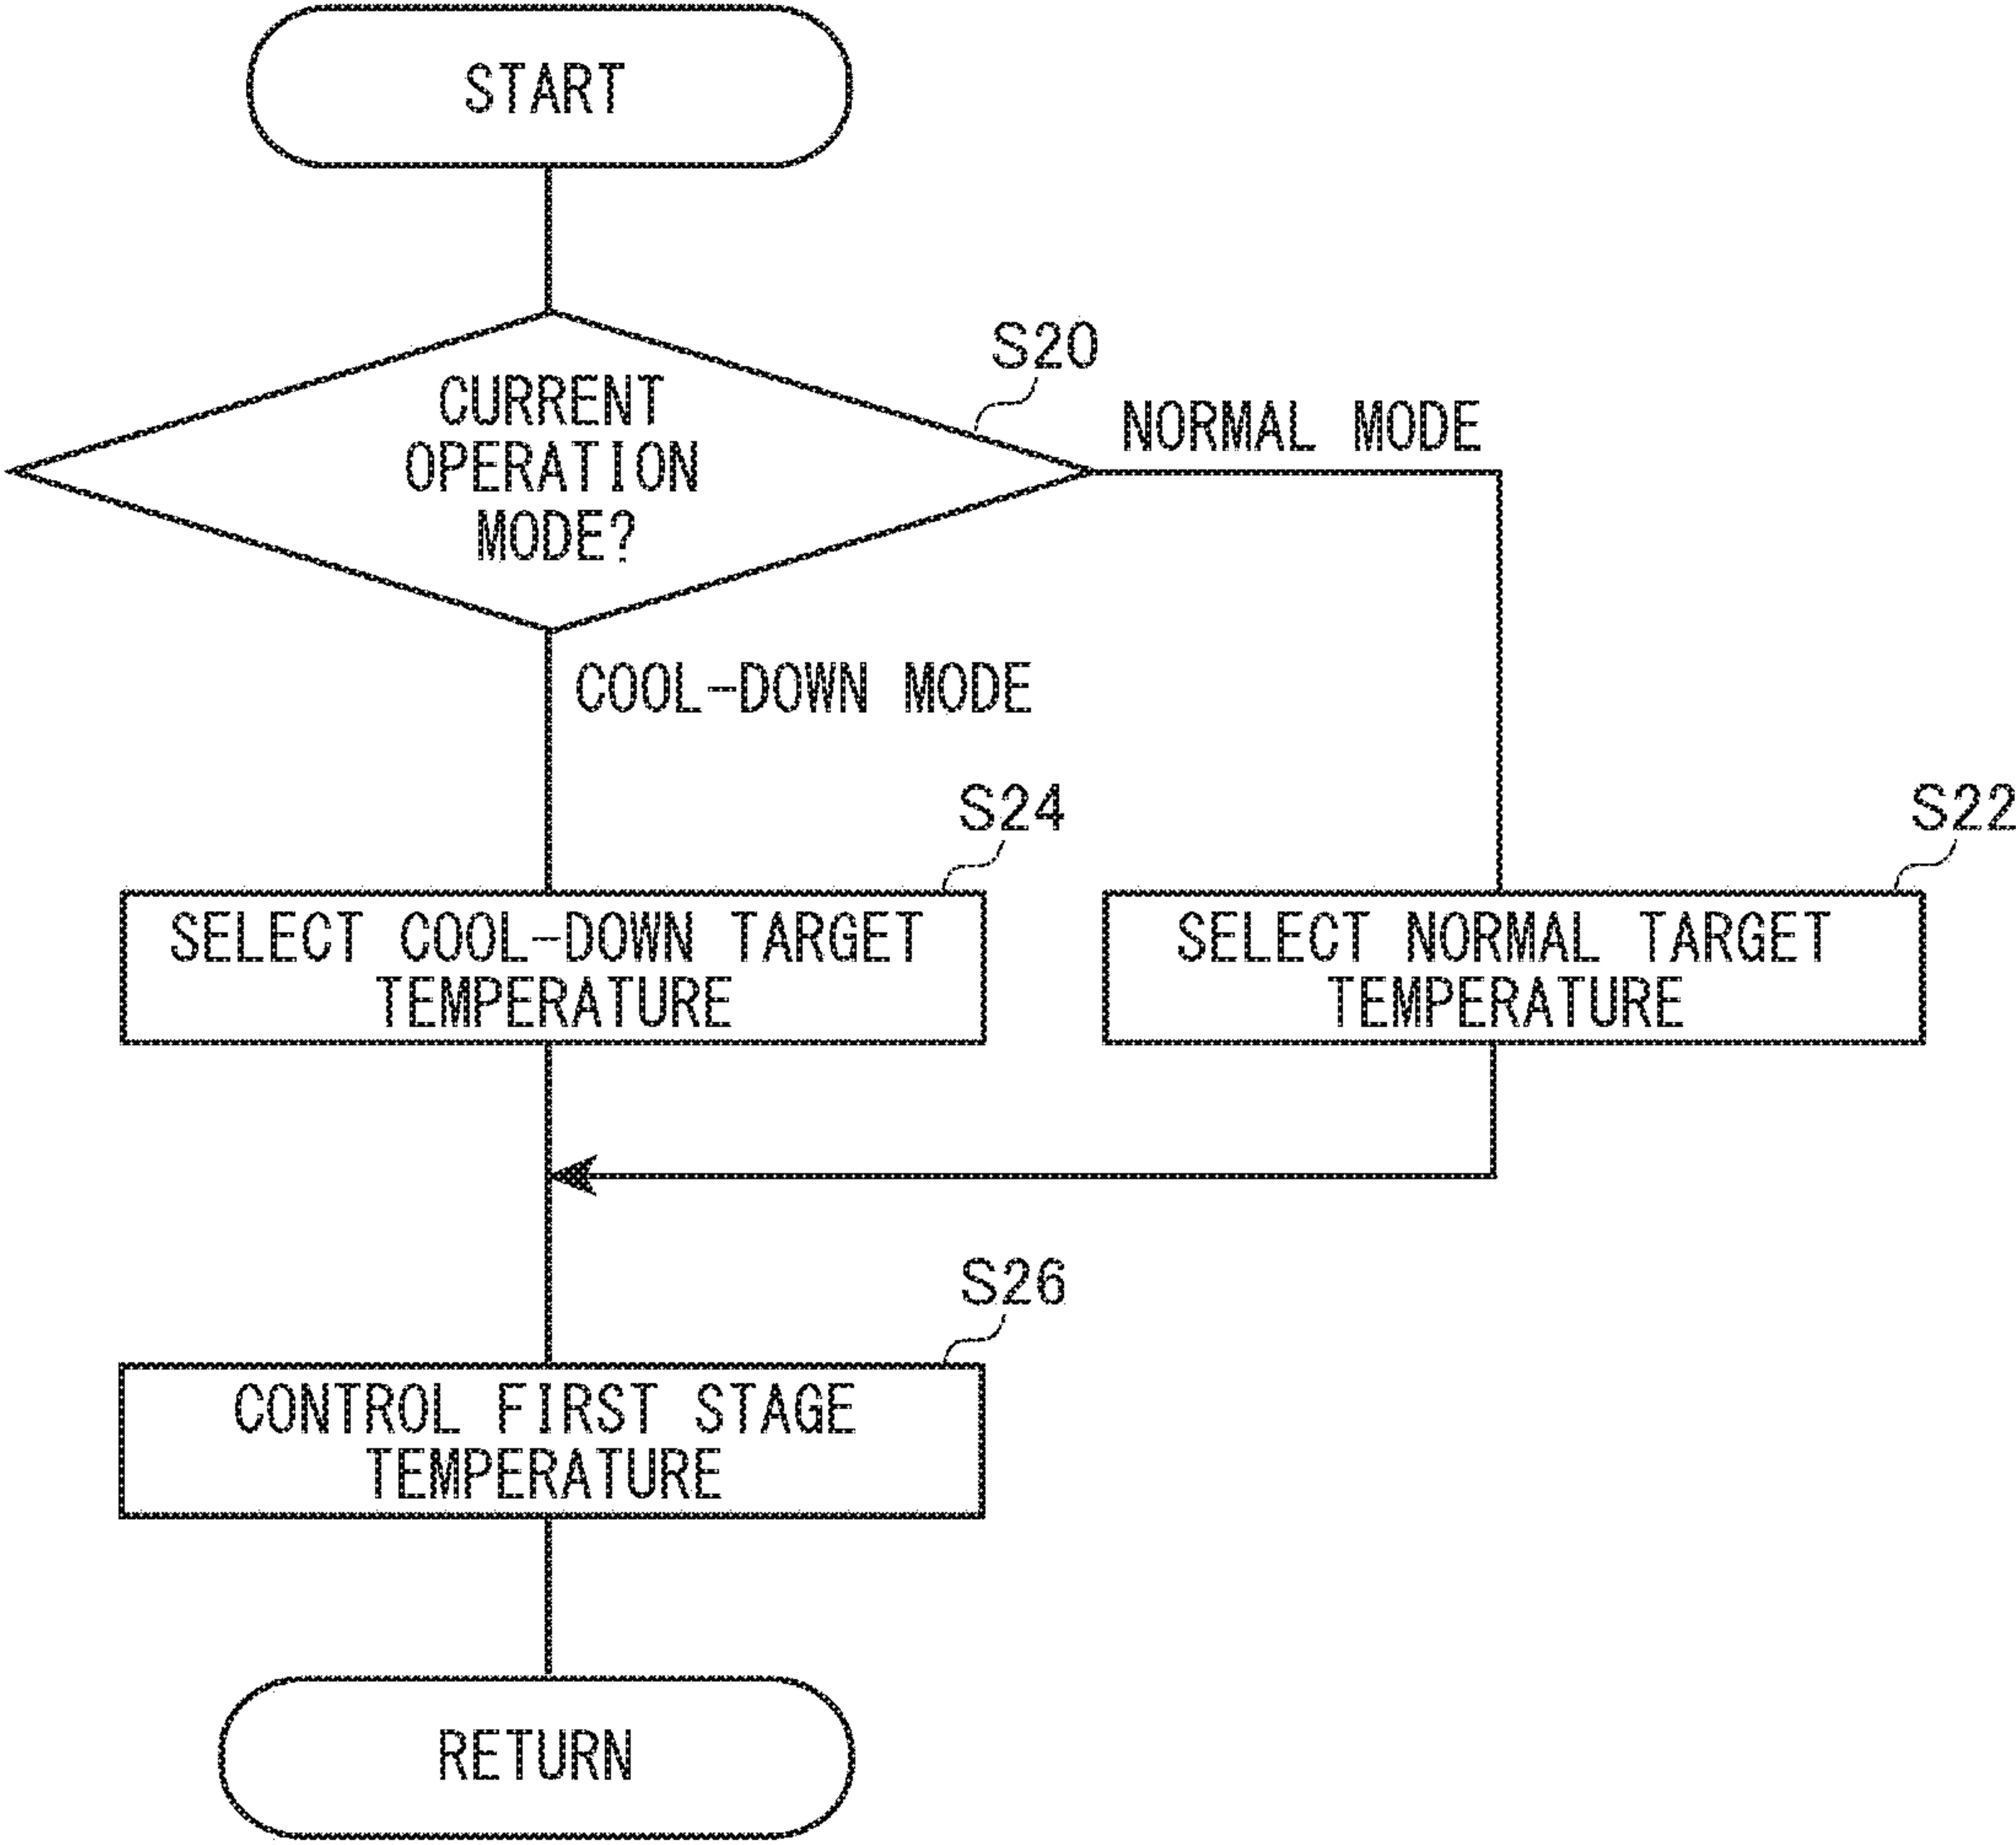 START
S20
CURRENT
OPERATION
MODE?
NORMAL MODE
COOL-DOWN MODE
S24
SELECT COOL-DOWN TARGET
TEMPERATURE
S22
SELECT NORMAL TARGET
TEMPERATURE
S26
CONTROL FIRST STAGE
TEMPERATURE
RETURN